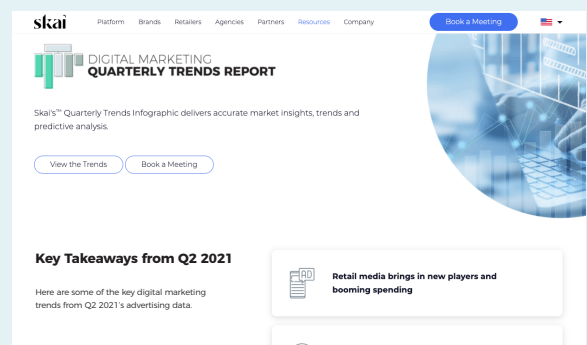 skai
Platform Brands Retailers Agencies Partners Resources Company
Book a Meeting
DIGITAL MARKETING
QUARTERLY TRENDS REPORT
Skai's™ Quarterly Trends Infographic delivers accurate market insights, trends and
predictive analysis.
View the Trends Book a Meeting
Key Takeaways from Q2 2021
Here are some of the key digital marketing
trends from Q2 2021's advertising data.
AD
Retail media brings in new players and
booming spending